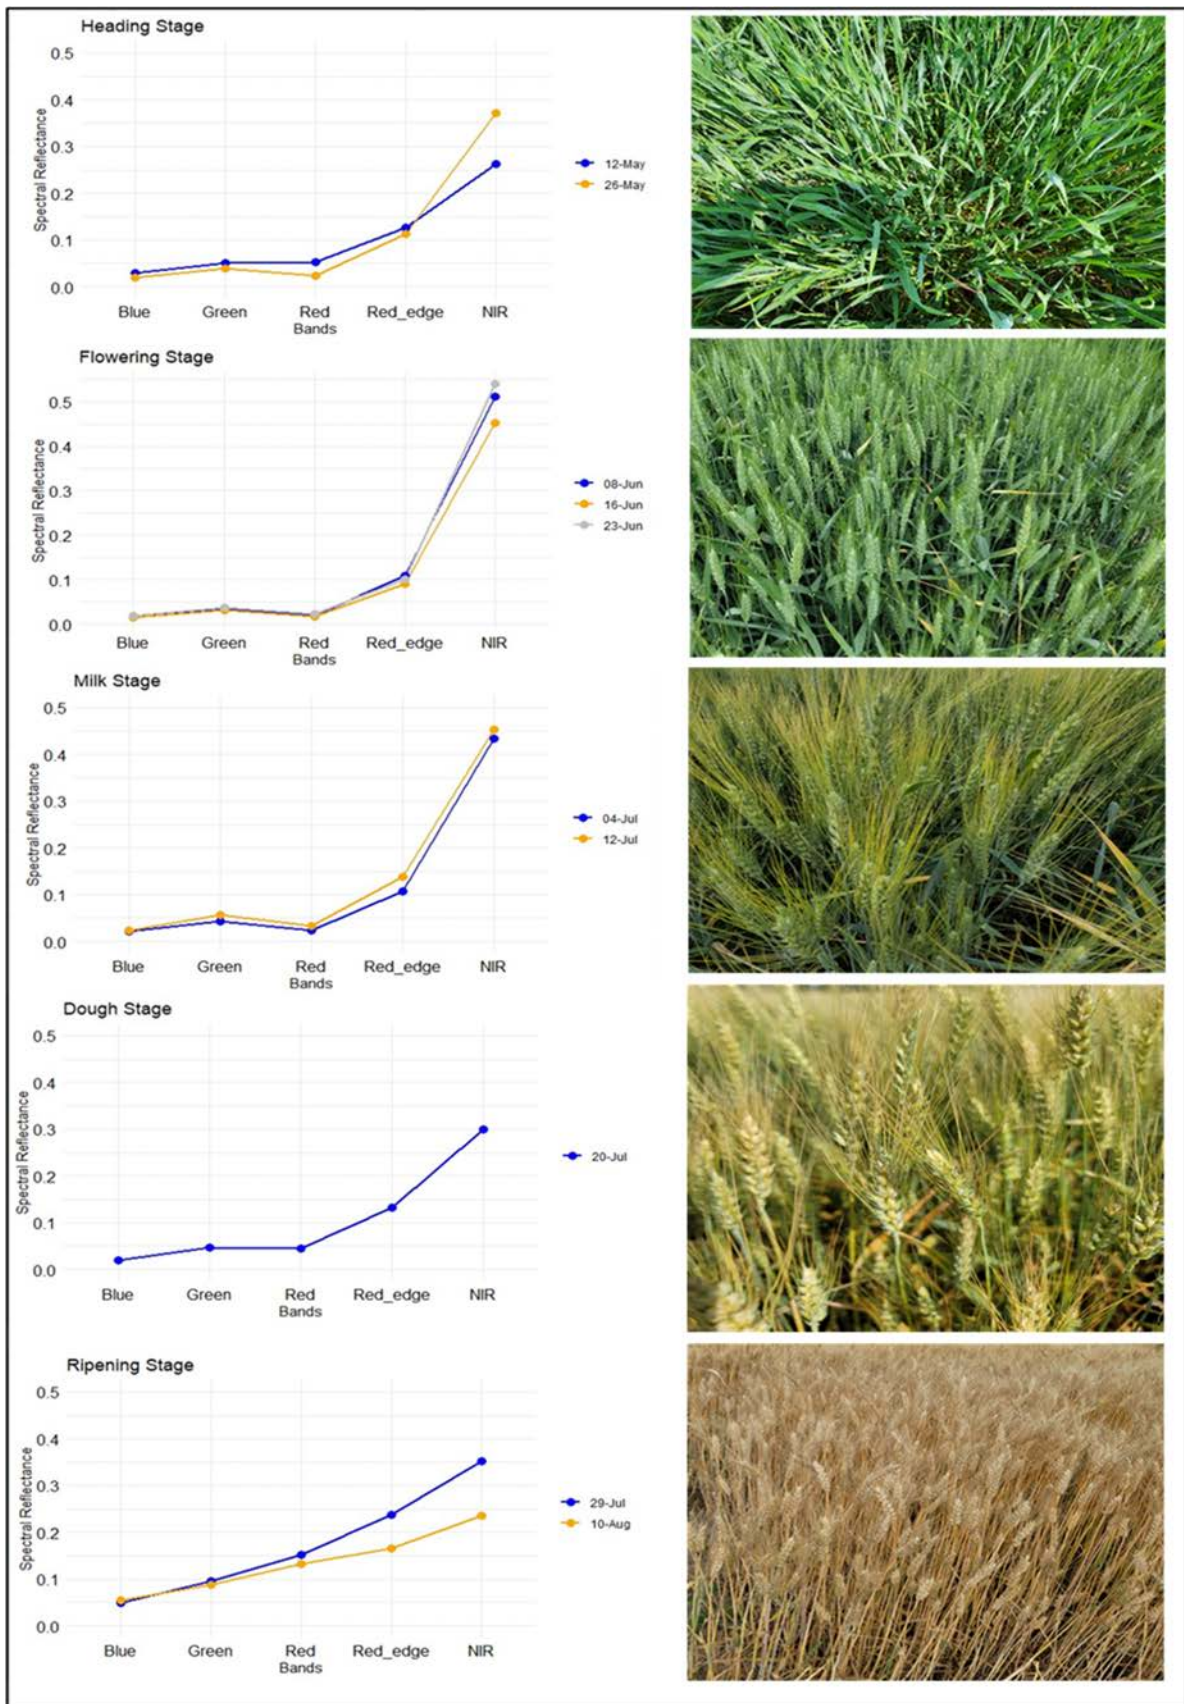 Heading Stage
0.5
0.4
0.3
0.2
0.1
0.0
Spectral Reflectance
Blue Green Red Red_edge NIR
Bands
12-May
26-May
Flowering Stage
0.5
0.4
0.3
0.2
0.1
0.0
Spectral Reflectance
Blue Green Red Red_edge NIR
Bands
08-Jun
16-Jun
23-Jun
Milk Stage
0.5
0.4
0.3
0.2
0.1
0.0
Spectral Reflectance
Blue Green Red Red_edge NIR
Bands
04-Jul
12-Jul
Dough Stage
0.5
0.4
0.3
0.2
0.1
0.0
Spectral Reflectance
Blue Green Red Red_edge NIR
Bands
20-Jul
Ripening Stage
0.5
0.4
0.3
0.2
0.1
0.0
Spectral Reflectance
Blue Green Red Red_edge NIR
Bands
29-Jul
10-Aug